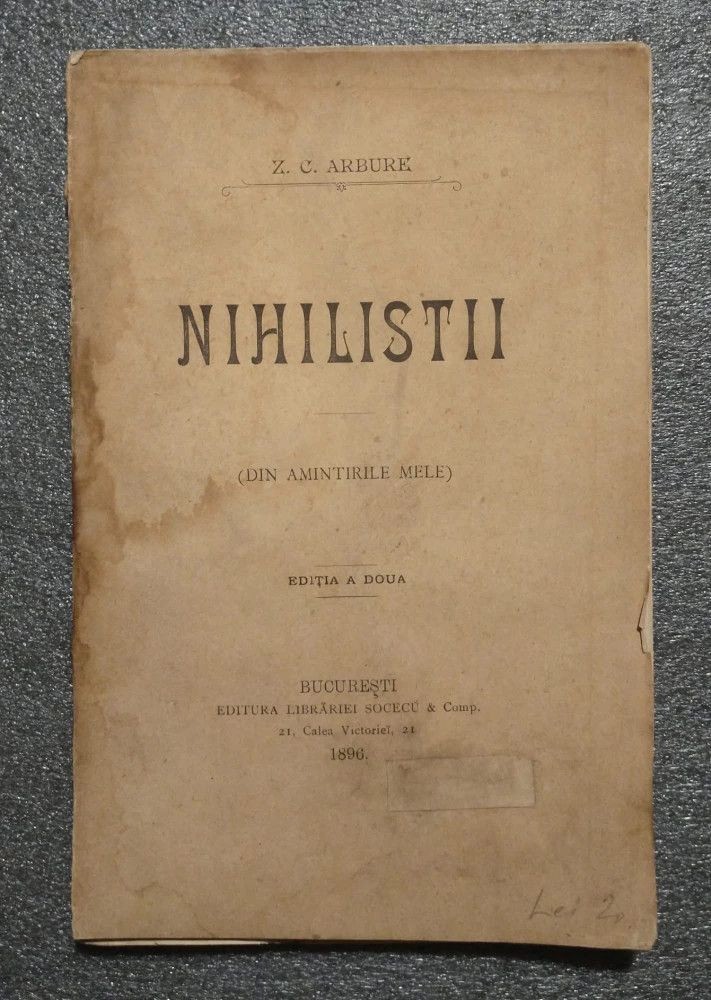 Z. C. ARBURE
NIHILISTII
(DIN AMINTIRILE MELE)
EDIȚIA A DOUA
BUCUREȘTI
EDITURA LIBRĂRIEI SOCECŬ & Comp.
21, Calea Victorieĭ, 21
1896.
Lei 2,